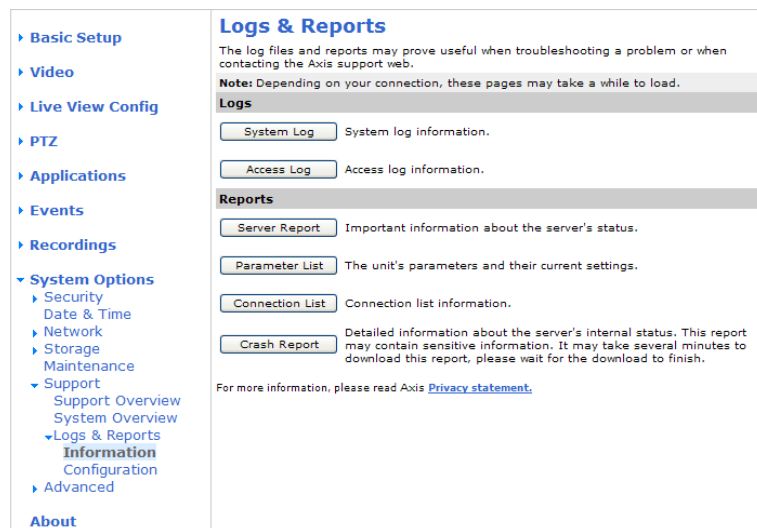 Basic Setup
Video
Live View Config
PTZ
Applications
Events
Recordings
System Options
Security
Date & Time
Network
Storage
Maintenance
Support
Support Overview
System Overview
Logs & Reports
Information
Configuration
Advanced
About
Logs & Reports
The log files and reports may prove useful when troubleshooting a problem or when
contacting the Axis support web.
Note: Depending on your connection, these pages may take a while to load.
Logs
System Log System log information.
Access Log Access log information.
Reports
Server Report Important information about the server's status.
Parameter List The unit's parameters and their current settings.
Connection List Connection list information.
Crash Report Detailed information about the server's internal status. This report
may contain sensitive information. It may take several minutes to
download this report, please wait for the download to finish.
For more information, please read Axis Privacy statement.